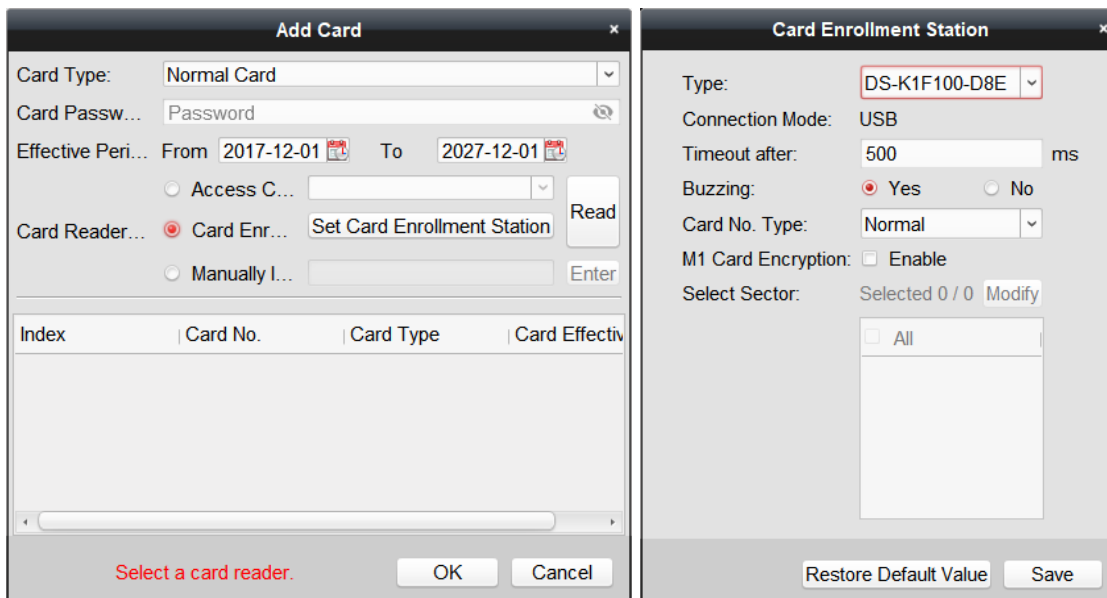 Add Card
Card Type: Normal Card
Card Passw... Password
Effective Peri... From 2017-12-01 To 2027-12-01
Access C...
Card Reader... Card Enr... Set Card Enrollment Station Read
Manually I... Enter
Index Card No. Card Type Card Effectiv
Select a card reader. OK Cancel
Card Enrollment Station
Type: DS-K1F100-D8E
Connection Mode: USB
Timeout after: 500 ms
Buzzing: Yes No
Card No. Type: Normal
M1 Card Encryption: Enable
Select Sector: Selected 0 / 0 Modify
All
Restore Default Value Save